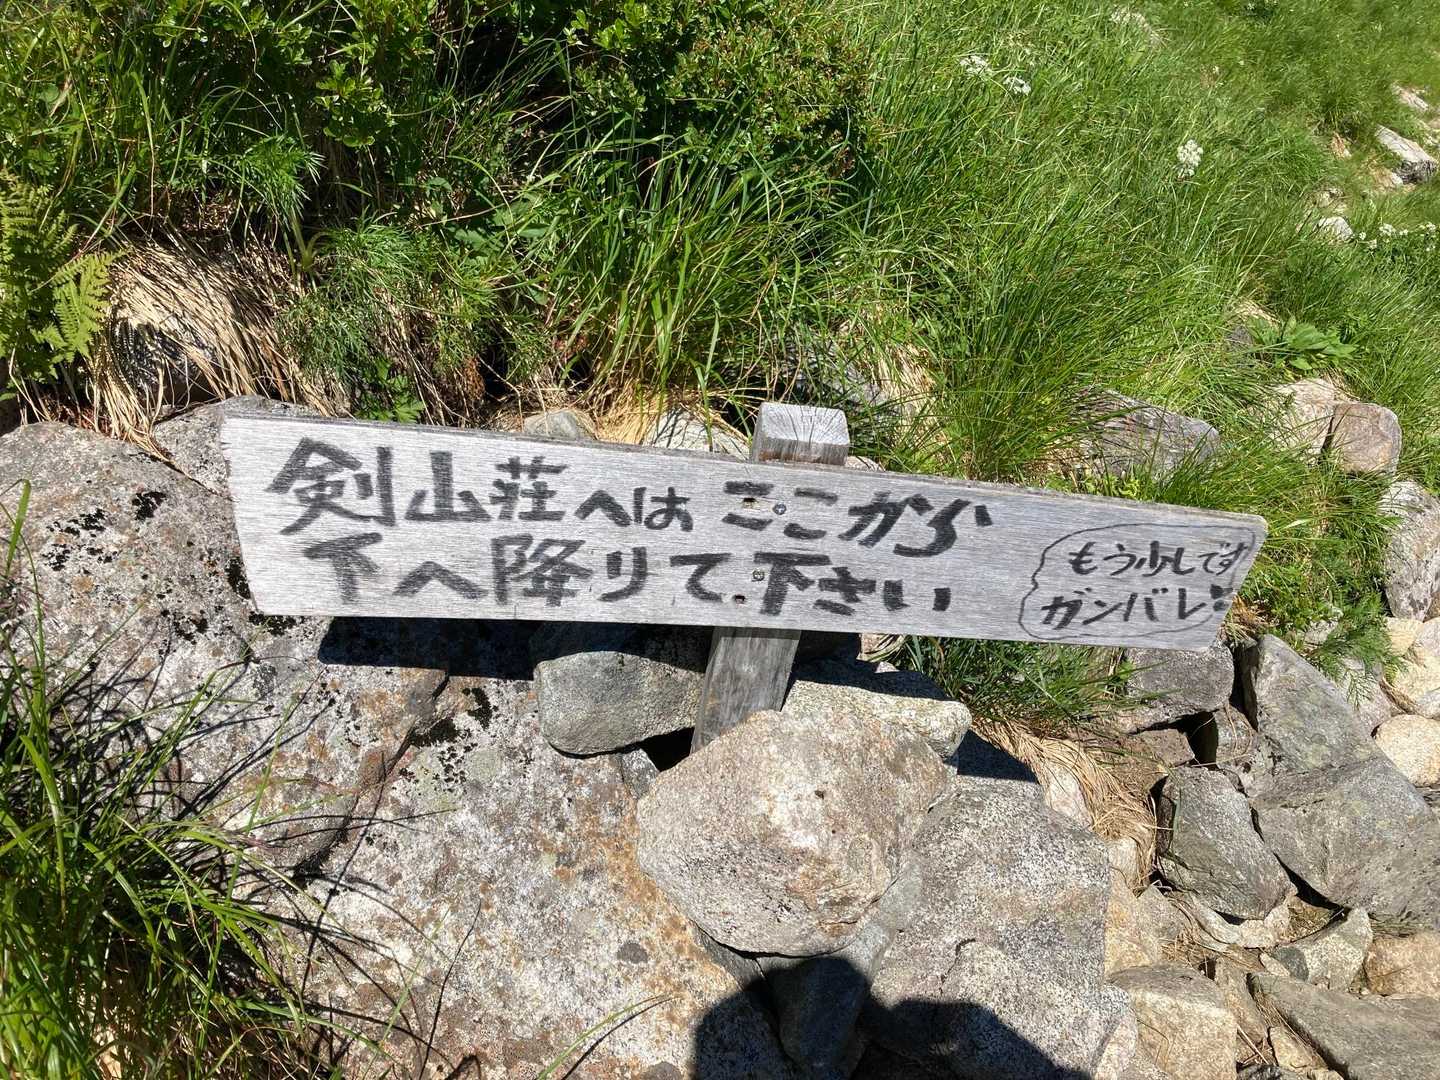 剣山荘へはここから
下へ降りて下さい
もう少しです
ガンバレ!!